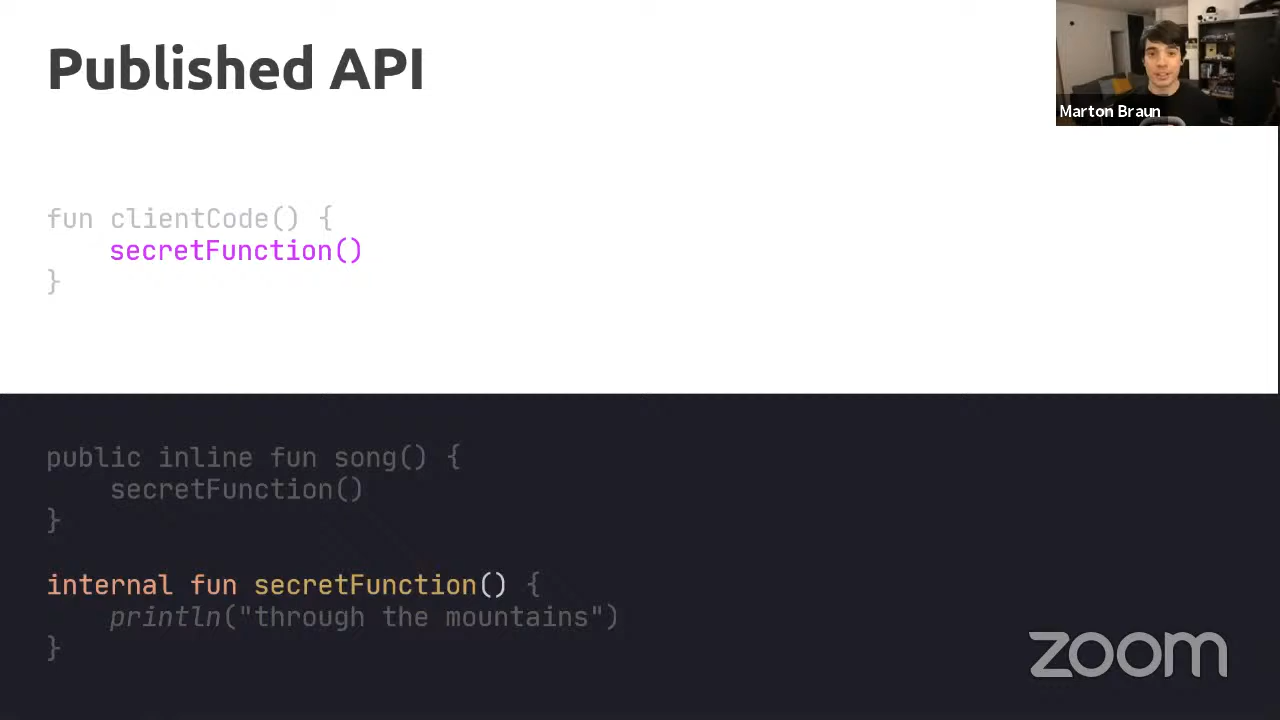 Published API
Marton Braun
fun clientCode() {
    secretFunction()
}
public inline fun song() {
    secretFunction()
}
internal fun secretFunction() {
    println("through the mountains")
}
zoom